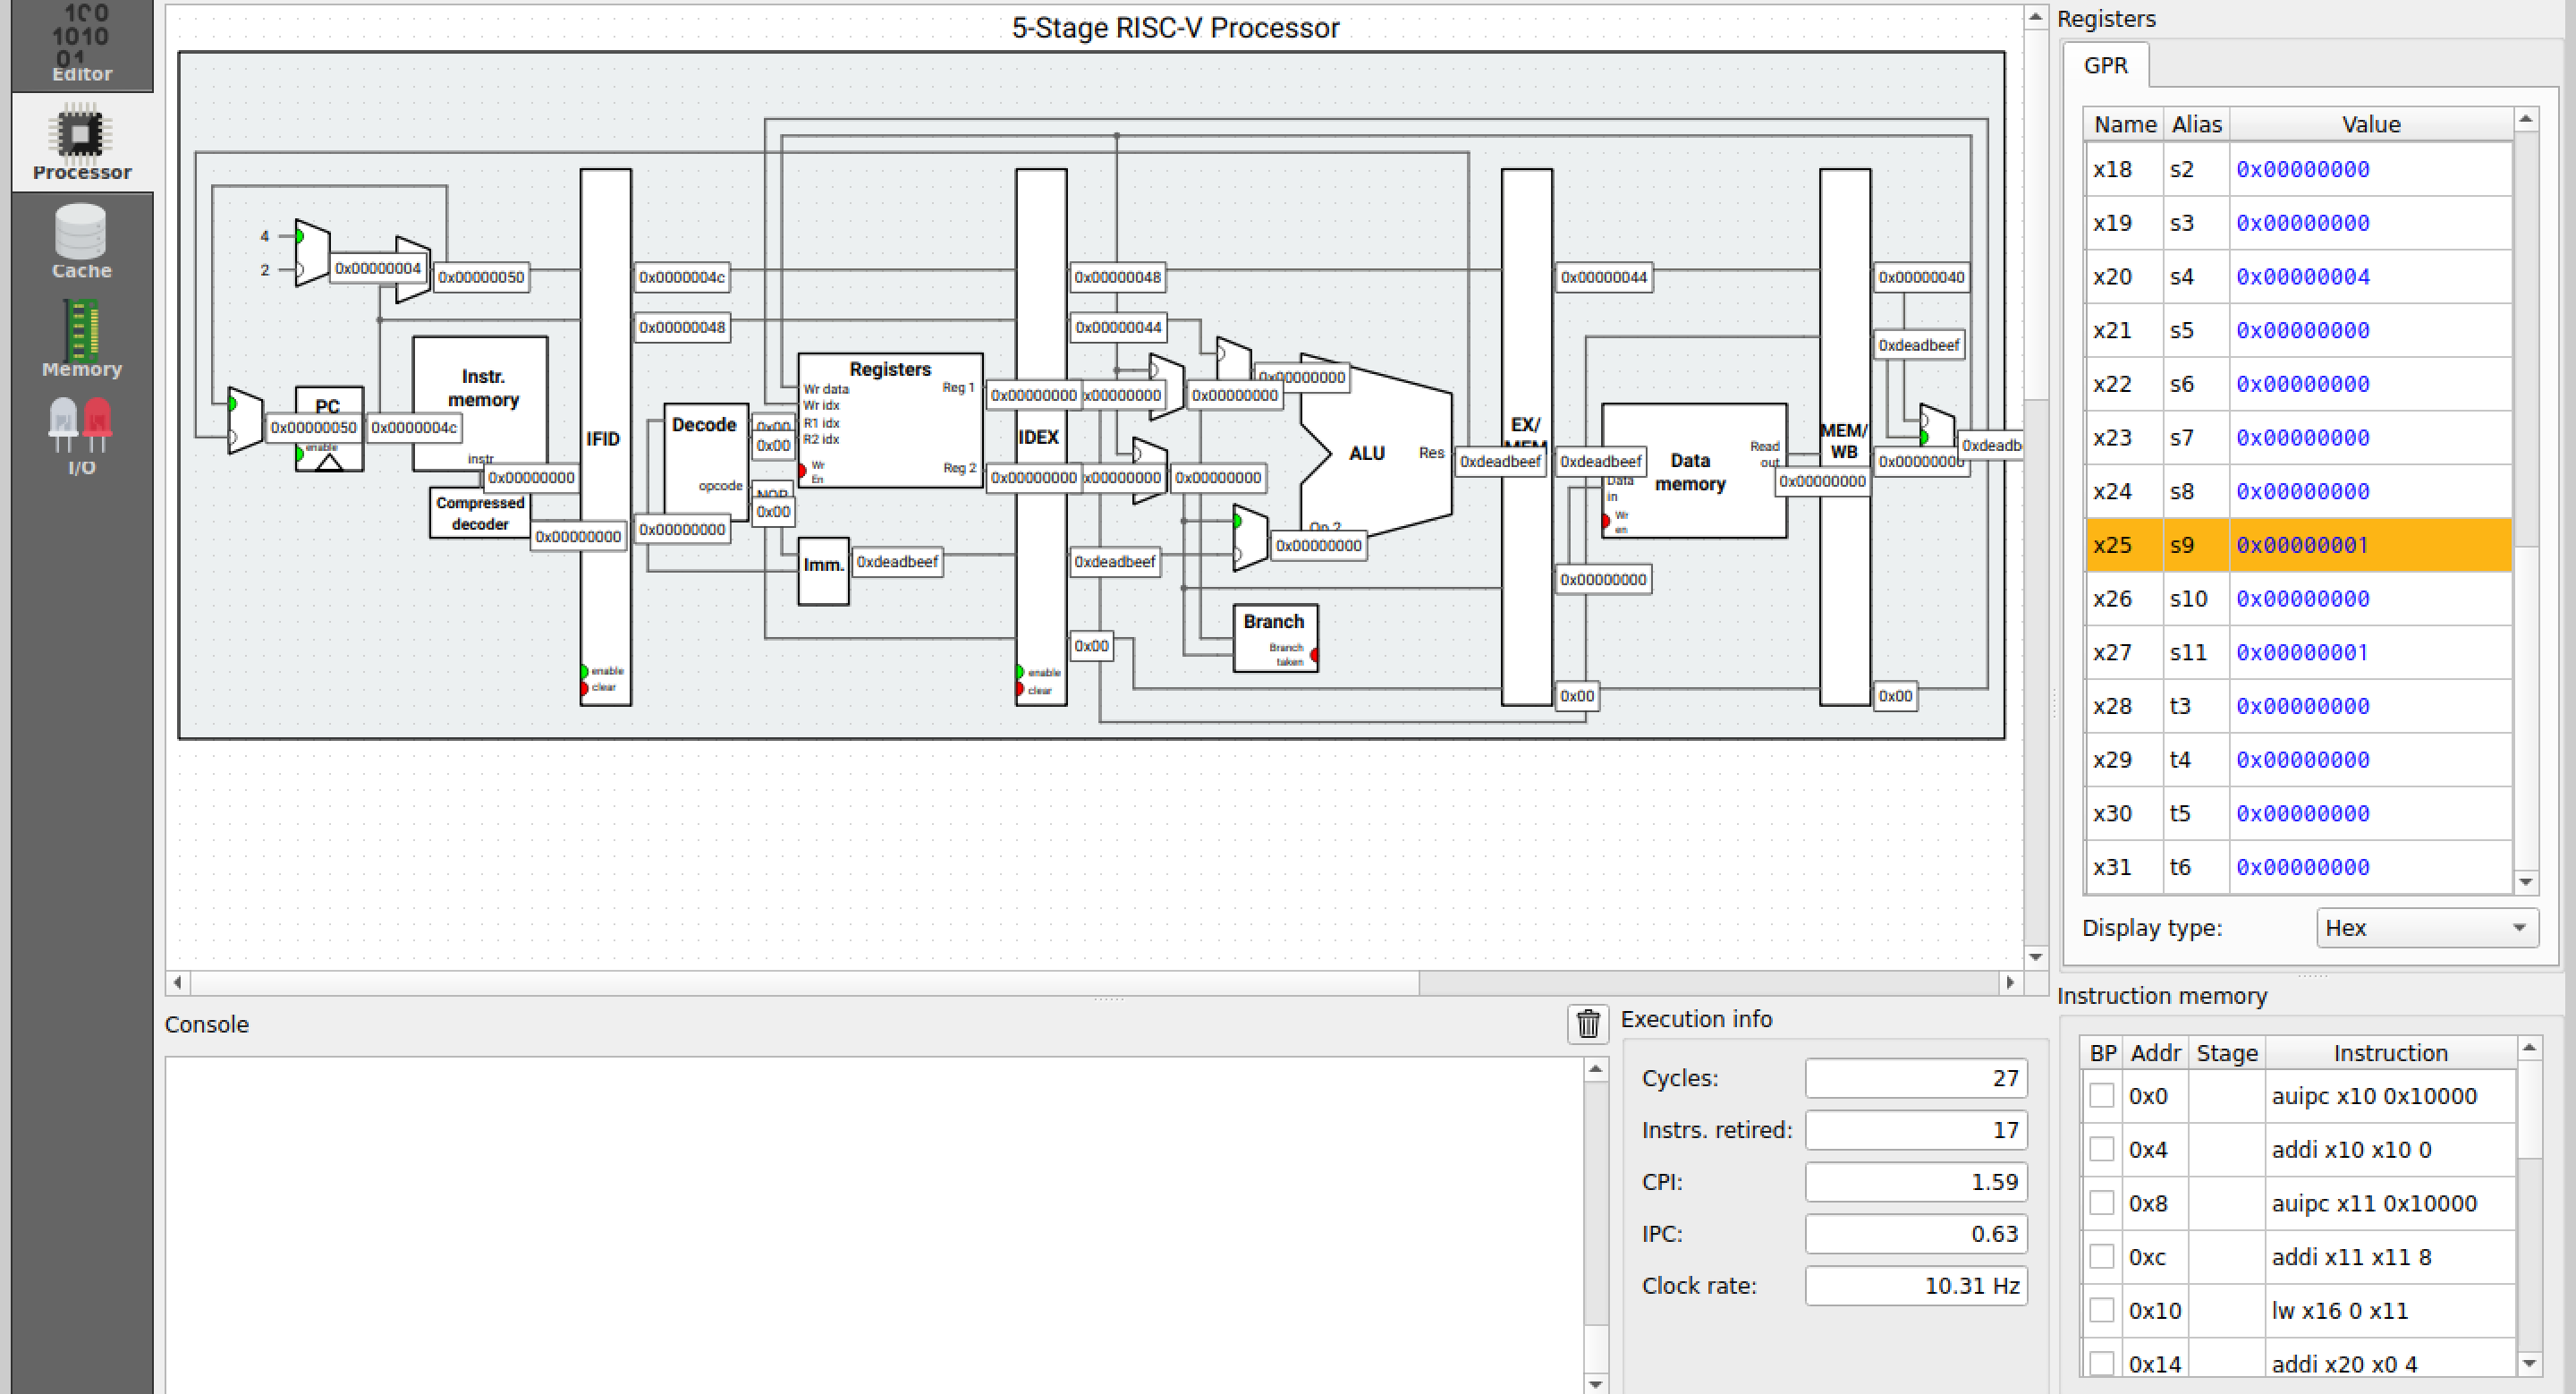 100
1010
01
Editor
Processor
Cache
Memory
I/O
5-Stage RISC-V Processor
4
2
0x00000004
0x00000050
0x0000004c
0x00000048
0x00000048
0x00000044
0x00000044
0x00000040
0xdeadbeef
PC
0x00000050
0x0000004c
enable
Instr.
memory
instr
0x00000000
Compressed
decoder
0x00000000
IFID
enable
clear
Decode
opcode
0x00000000
0x00
0x00
NOP
0x00
Registers
Wr data
Wr idx
R1 idx
R2 idx
Wr
En
Reg 1
Reg 2
Imm.
0xdeadbeef
0x00000000
0x00000000
IDEX
enable
clear
x00000000
x00000000
0xdeadbeef
0x00
0x00000000
0x00000000
0x00000000
0x00000000
ALU
Res
Op 2
Branch
Branch
taken
0xdeadbeef
EX/
MEM
0xdeadbeef
0x00000000
0x00
Data
memory
Data
in
Wr
en
Read
out
0x00000000
MEM/
WB
0x00000000
0x00
0xdeadb
Console
Execution info
Cycles: 27
Instrs. retired: 17
CPI: 1.59
IPC: 0.63
Clock rate: 10.31 Hz
Registers
GPR
Name Alias Value
x18 s2 0x00000000
x19 s3 0x00000000
x20 s4 0x00000004
x21 s5 0x00000000
x22 s6 0x00000000
x23 s7 0x00000000
x24 s8 0x00000000
x25 s9 0x00000001
x26 s10 0x00000000
x27 s11 0x00000001
x28 t3 0x00000000
x29 t4 0x00000000
x30 t5 0x00000000
x31 t6 0x00000000
Display type: Hex
Instruction memory
BP Addr Stage Instruction
0x0 auipc x10 0x10000
0x4 addi x10 x10 0
0x8 auipc x11 0x10000
0xc addi x11 x11 8
0x10 lw x16 0 x11
0x14 addi x20 x0 4